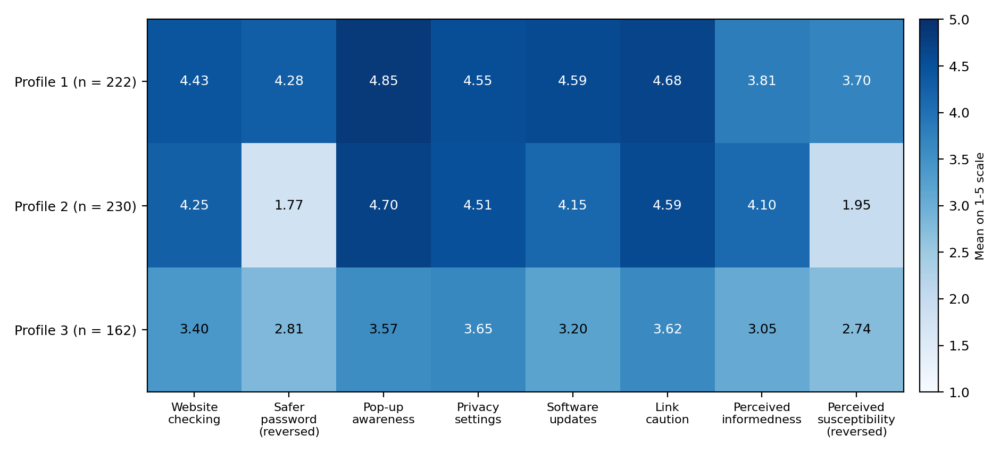 Profile 1 (n = 222) 4.43 4.28 4.85 4.55 4.59 4.68 3.81 3.70
Profile 2 (n = 230) 4.25 1.77 4.70 4.51 4.15 4.59 4.10 1.95
Profile 3 (n = 162) 3.40 2.81 3.57 3.65 3.20 3.62 3.05 2.74
Website
checking
Safer
password
(reversed)
Pop-up
awareness
Privacy
settings
Software
updates
Link
caution
Perceived
informedness
Perceived
susceptibility
(reversed)
5.0
4.5
4.0
3.5
3.0
2.5
2.0
1.5
1.0
Mean on 1-5 scale